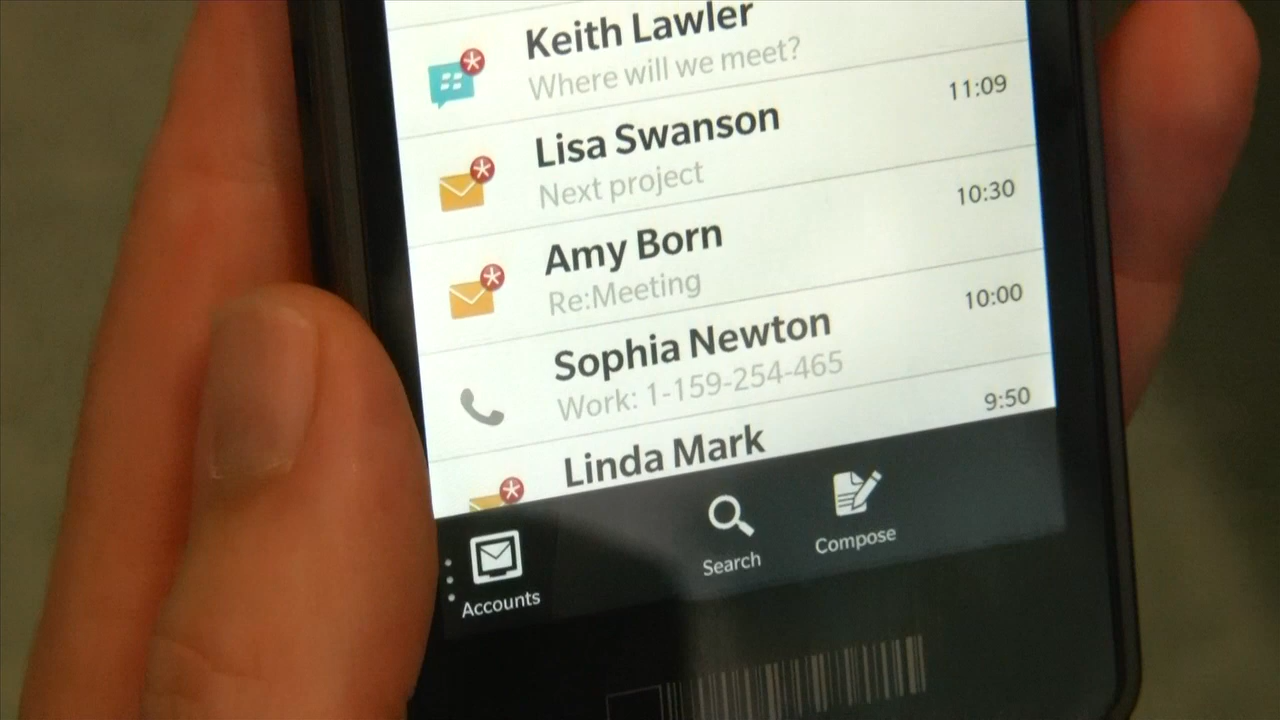 Keith Lawler
Where will we meet?
11:09
Lisa Swanson
Next project
10:30
Amy Born
Re:Meeting
10:00
Sophia Newton
Work: 1-159-254-465
9:50
Linda Mark
Accounts
Search
Compose